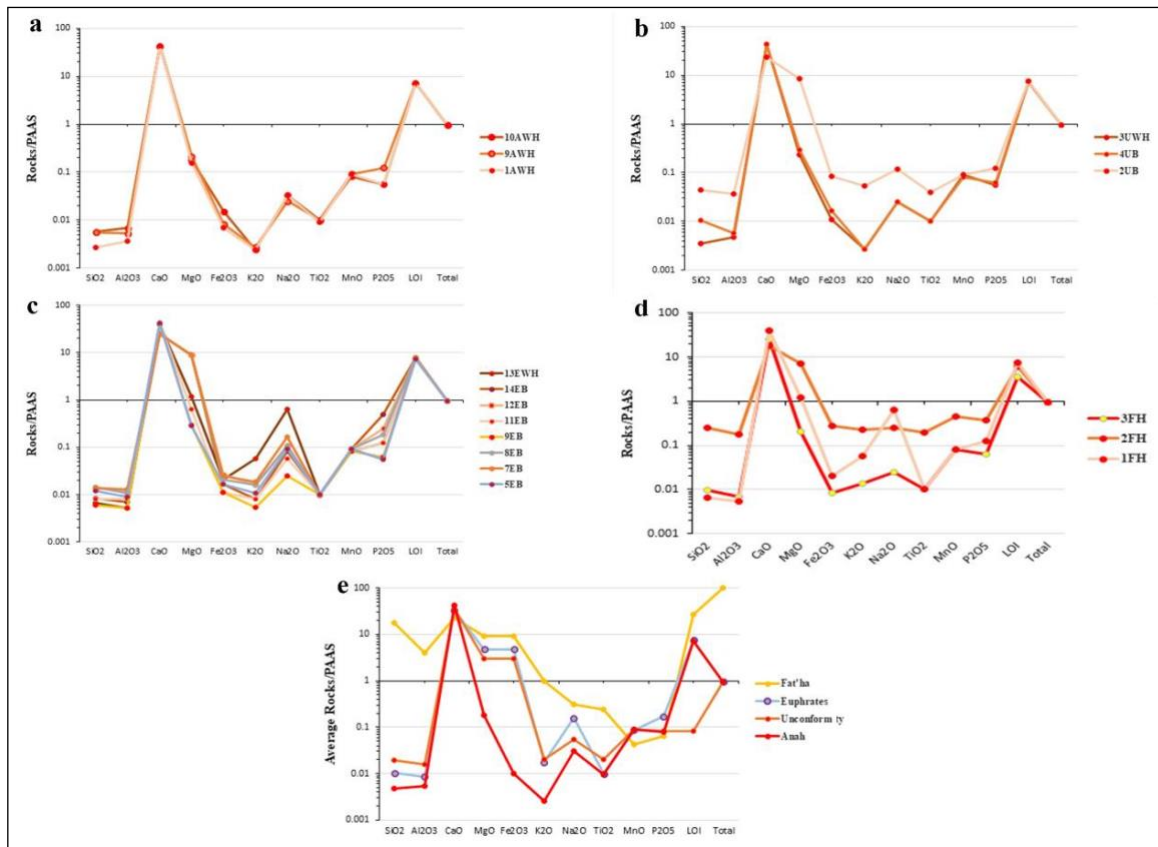 a
100
10
1
0.1
0.01
0.001
Rocks/PAAS
SiO2 Al2O3 CaO MgO Fe2O3 K2O Na2O TiO2 MnO P2O5 LOI Total
10AWH
9AWH
1AWH
b
100
10
1
0.1
0.01
0.001
Rocks/PAAS
SiO2 Al2O3 CaO MgO Fe2O3 K2O Na2O TiO2 MnO P2O5 LOI Total
3UWH
4UB
2UB
c
100
10
1
0.1
0.01
0.001
Rocks/PAAS
SiO2 Al2O3 CaO MgO Fe2O3 K2O Na2O TiO2 MnO P2O5 LOI Total
13EWH
14EB
12EB
11EB
9EB
8EB
7EB
5EB
d
100
10
1
0.1
0.01
0.001
Rocks/PAAS
SiO2 Al2O3 CaO MgO Fe2O3 K2O Na2O TiO2 MnO P2O5 LOI Total
3FH
2FH
1FH
e
100
10
1
0.1
0.01
0.001
Average Rocks/PAAS
SiO2 Al2O3 CaO MgO Fe2O3 K2O Na2O TiO2 MnO P2O5 LOI Total
Fat'ha
Euphrates
Unconformity
Anah